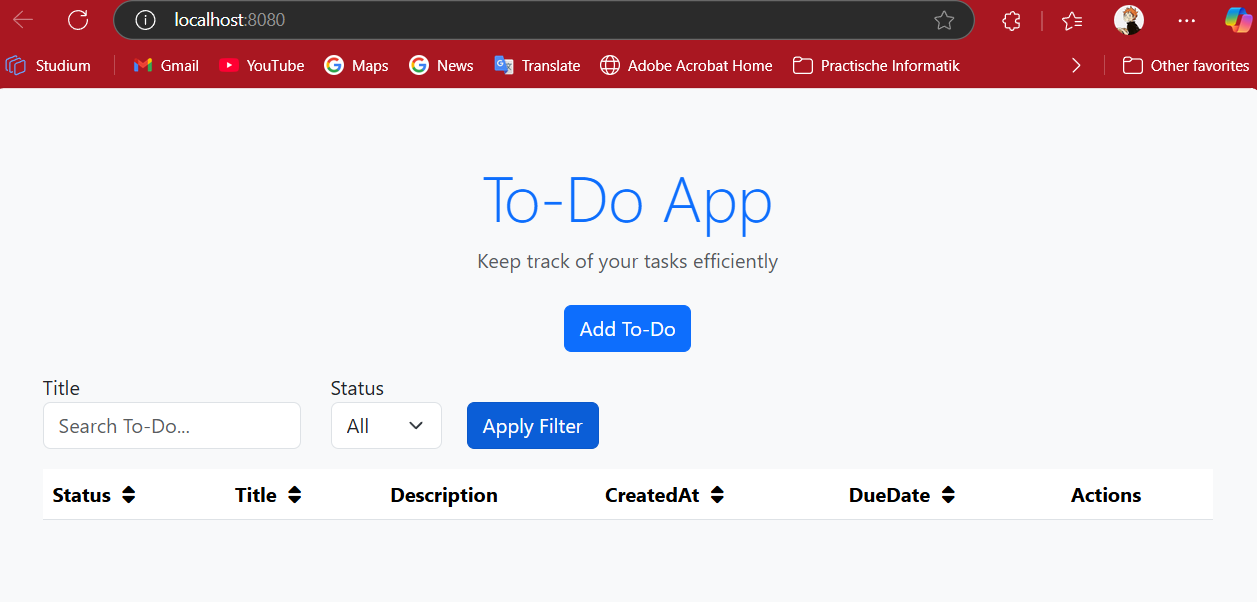 localhost:8080
Studium Gmail YouTube Maps News Translate Adobe Acrobat Home Practische Informatik Other favorites
To-Do App
Keep track of your tasks efficiently
Add To-Do
Title Status
Search To-Do... All Apply Filter
Status Title Description CreatedAt DueDate Actions